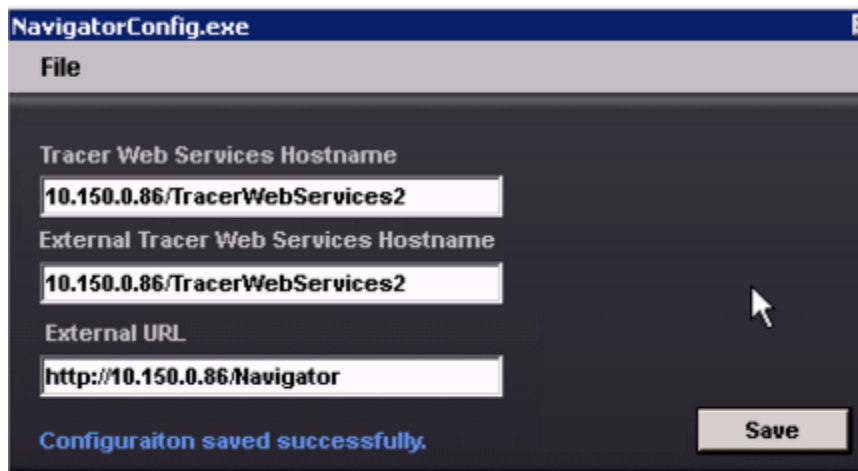 NavigatorConfig.exe
File
Tracer Web Services Hostname
10.150.0.86/TracerWebServices2
External Tracer Web Services Hostname
10.150.0.86/TracerWebServices2
External URL
http://10.150.0.86/Navigator
Configuraiton saved successfully.
Save